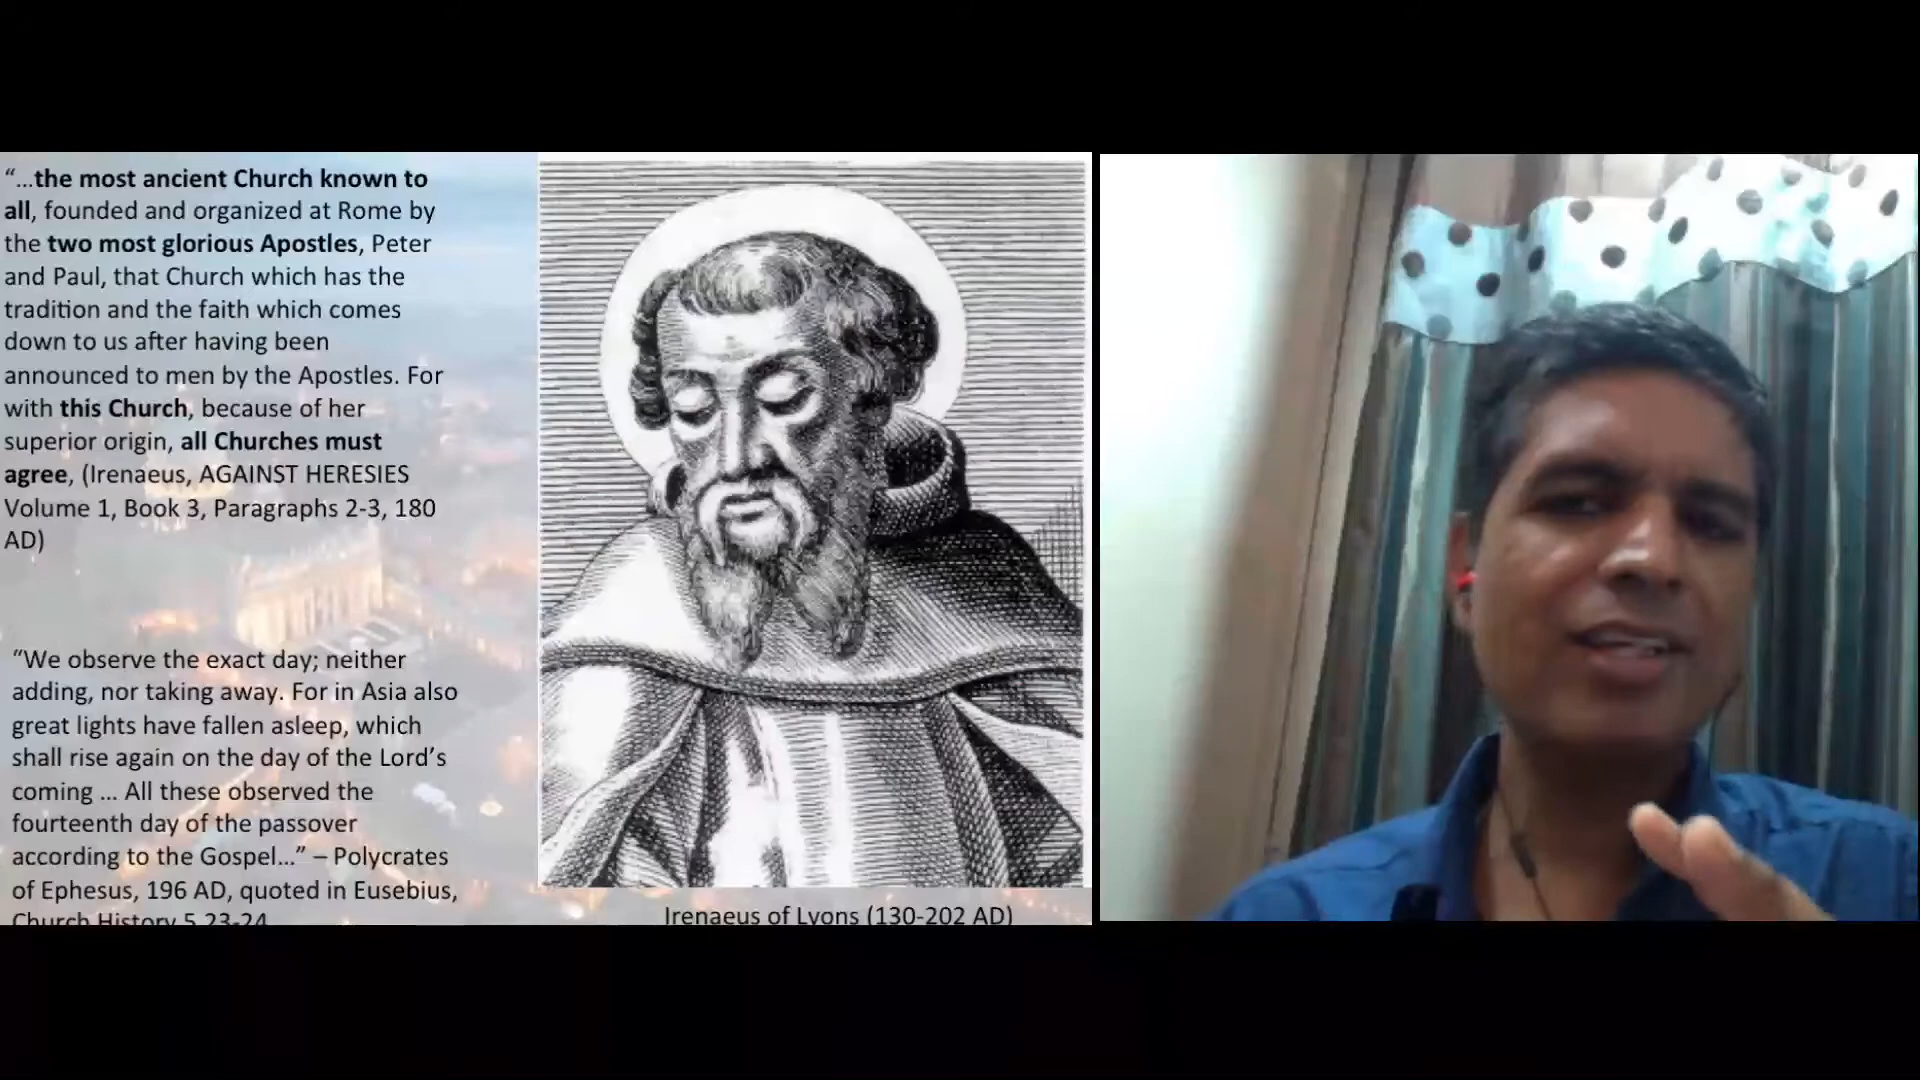 “...the most ancient Church known to
all, founded and organized at Rome by
the two most glorious Apostles, Peter
and Paul, that Church which has the
tradition and the faith which comes
down to us after having been
announced to men by the Apostles. For
with this Church, because of her
superior origin, all Churches must
agree, (Irenaeus, AGAINST HERESIES
Volume 1, Book 3, Paragraphs 2-3, 180
AD)
“We observe the exact day; neither
adding, nor taking away. For in Asia also
great lights have fallen asleep, which
shall rise again on the day of the Lord’s
coming ... All these observed the
fourteenth day of the passover
according to the Gospel...” – Polycrates
of Ephesus, 196 AD, quoted in Eusebius,
Church History 5.23-24
Irenaeus of Lyons (130-202 AD)